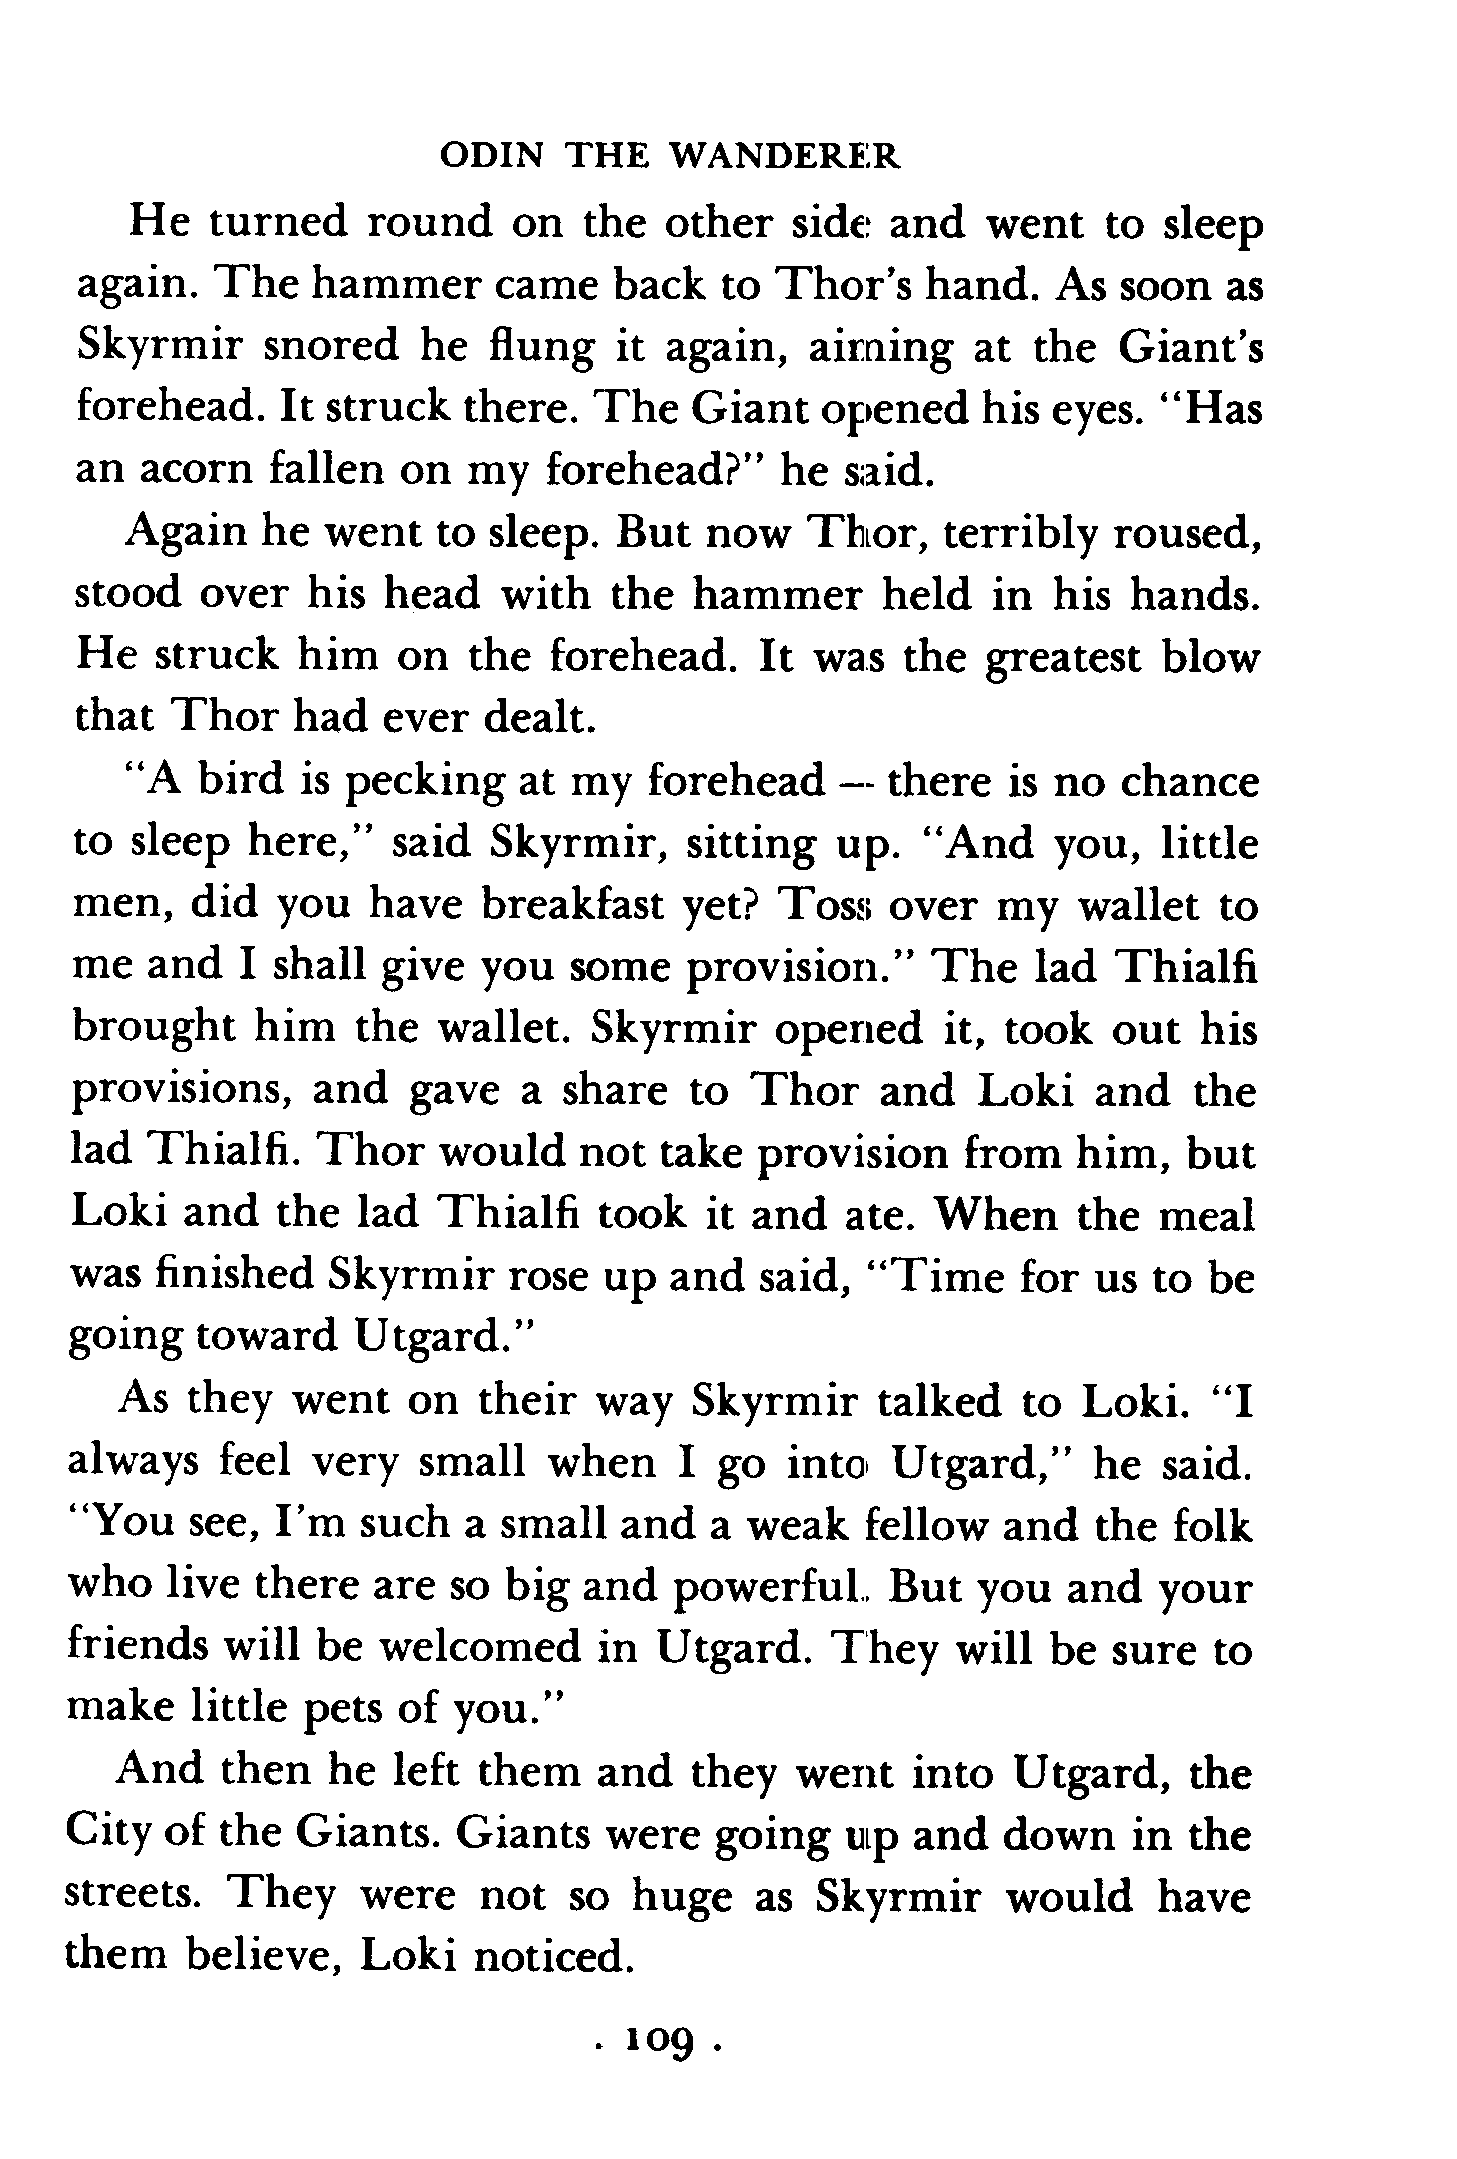 ODIN THE WANDERER
He turned round on the other side and went to sleep
again. The hammer came back to Thor's hand. As soon as
Skyrmir snored he flung it again, aiming at the Giant's
forehead. It struck there. The Giant opened his eyes. "Has
an acorn fallen on my forehead?" he said.
Again he went to sleep. But now Thor, terribly roused,
stood over his head with the hammer held in his hands.
He struck him on the forehead. It was the greatest blow
that Thor had ever dealt.
"A bird is pecking at my forehead — there is no chance
to sleep here," said Skyrmir, sitting up. "And you, little
men, did you have breakfast yet? Toss over my wallet to
me and I shall give you some provision." The lad Thialfi
brought him the wallet. Skyrmir opened it, took out his
provisions, and gave a share to Thor and Loki and the
lad Thialfi. Thor would not take provision from him, but
Loki and the lad Thialfi took it and ate. When the meal
was finished Skyrmir rose up and said, "Time for us to be
going toward Utgard."
As they went on their way Skyrmir talked to Loki. "I
always feel very small when I go into Utgard," he said.
"You see, I'm such a small and a weak fellow and the folk
who live there are so big and powerful. But you and your
friends will be welcomed in Utgard. They will be sure to
make little pets of you."
And then he left them and they went into Utgard, the
City of the Giants. Giants were going up and down in the
streets. They were not so huge as Skyrmir would have
them believe, Loki noticed.
. 109 .